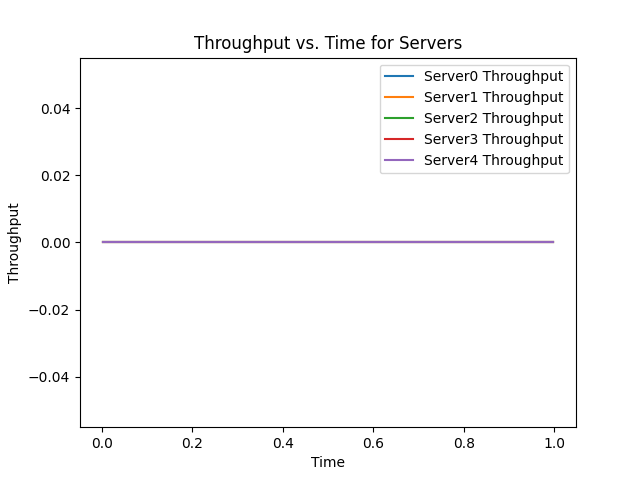 Throughput vs. Time for Servers
Server0 Throughput
Server1 Throughput
Server2 Throughput
Server3 Throughput
Server4 Throughput
0.04
0.02
0.00
−0.02
−0.04
Throughput
0.0 0.2 0.4 0.6 0.8 1.0
Time